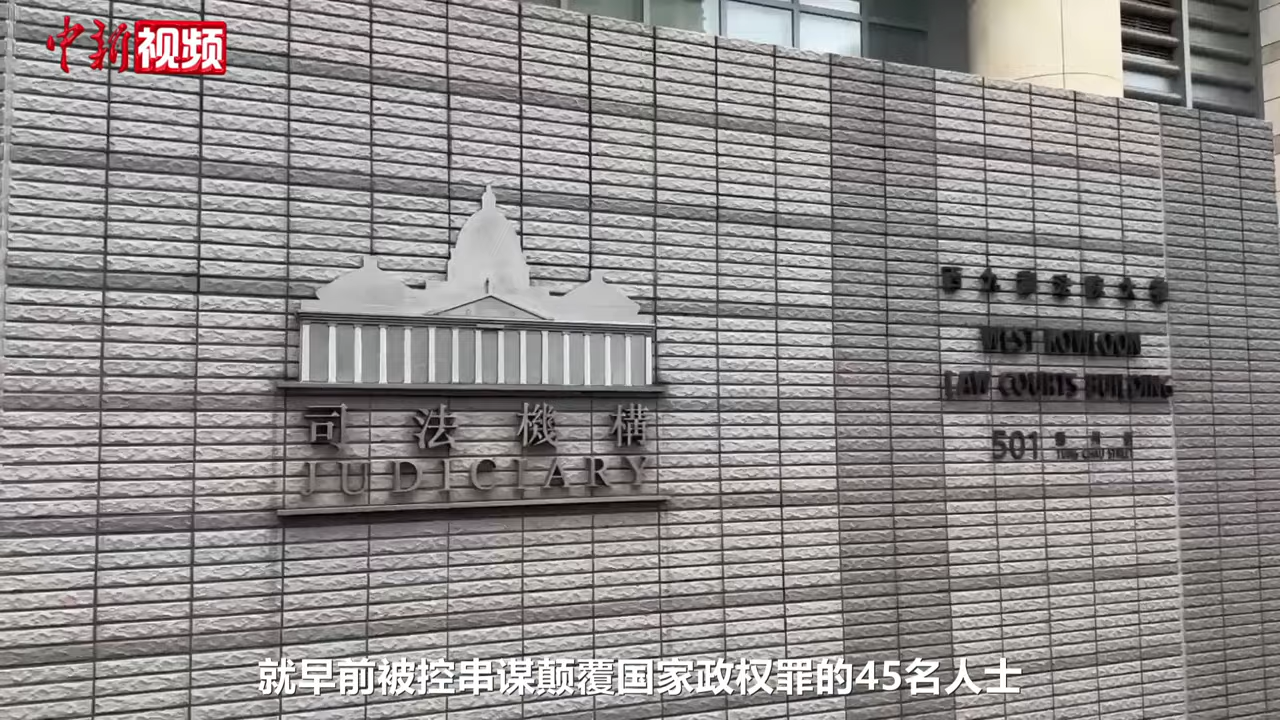 中新视频
司法機構
JUDICIARY
西九龍法院大樓
WEST KOWLOON
LAW COURTS BUILDING
501
TUNG CHAU STREET
就早前被控串谋颠覆国家政权罪的45名人士